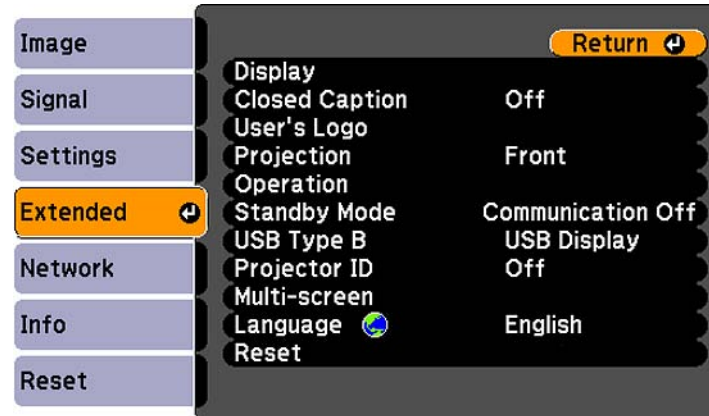 Image
Signal
Settings
Extended
Network
Info
Reset
Return
Display
Closed Caption Off
User's Logo
Projection Front
Operation
Standby Mode Communication Off
USB Type B USB Display
Projector ID Off
Multi-screen
Language English
Reset